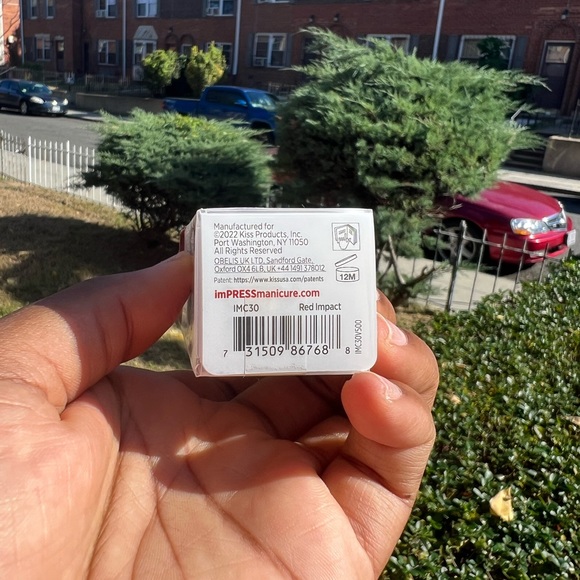 Manufactured for
©2022 Kiss Products, Inc.
Port Washington, NY 11050
All Rights Reserved
OBELIS UK LTD, Sandford Gate,
Oxford OX4 6LB, UK +44 1491 378012
Patent: https://www.kissusa.com/patents
12M
imPRESSmanicure.com
IMC30 Red Impact
7 31509 86768 8
IMC30V500